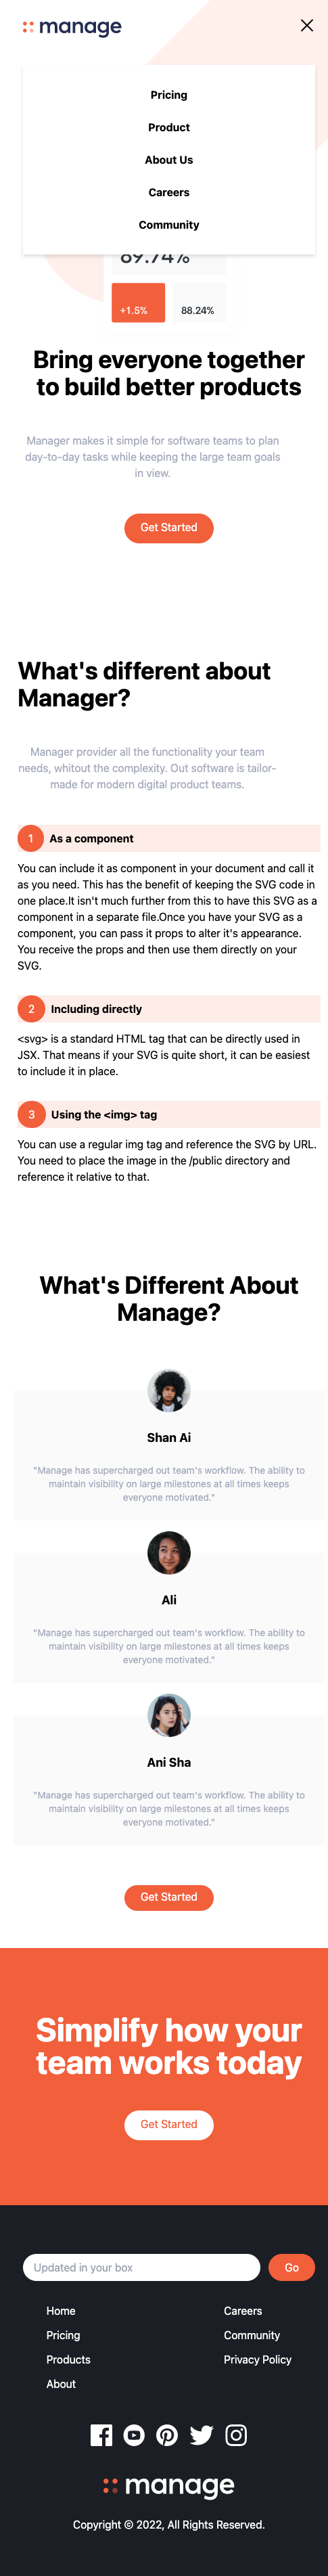 manage
Pricing
Product
About Us
Careers
Community
69.74%
+1.5%
88.24%
Bring everyone together
to build better products
Manager makes it simple for software teams to plan
day-to-day tasks while keeping the large team goals
in view.
Get Started
What's different about
Manager?
Manager provider all the functionality your team
needs, whitout the complexity. Out software is tailor-
made for modern digital product teams.
1 As a component
You can include it as component in your document and call it
as you need. This has the benefit of keeping the SVG code in
one place.It isn't much further from this to have this SVG as a
component in a separate file.Once you have your SVG as a
component, you can pass it props to alter it's appearance.
You receive the props and then use them directly on your
SVG.
2 Including directly
<svg> is a standard HTML tag that can be directly used in
JSX. That means if your SVG is quite short, it can be easiest
to include it in place.
3 Using the <img> tag
You can use a regular img tag and reference the SVG by URL.
You need to place the image in the /public directory and
reference it relative to that.
What's Different About
Manage?
Shan Ai
"Manage has supercharged out team's workflow. The ability to
maintain visibility on large milestones at all times keeps
everyone motivated."
Ali
"Manage has supercharged out team's workflow. The ability to
maintain visibility on large milestones at all times keeps
everyone motivated."
Ani Sha
"Manage has supercharged out team's workflow. The ability to
maintain visibility on large milestones at all times keeps
everyone motivated."
Get Started
Simplify how your
team works today
Get Started
Updated in your box
Go
Home
Pricing
Products
About
Careers
Community
Privacy Policy
manage
Copyright © 2022, All Rights Reserved.